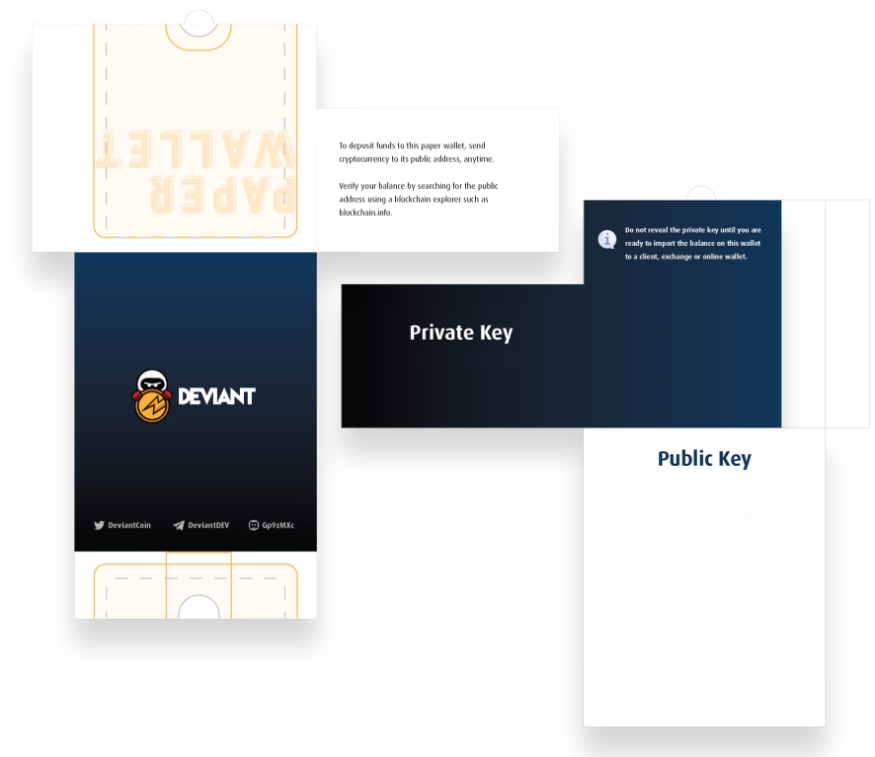 PAPER
WALLET
To deposit funds to this paper wallet, send
cryptocurrency to its public address, anytime.
Verify your balance by searching for the public
address using a blockchain explorer such as
blockchain.info.
DEVIANT
DeviantCoin DeviantDEV Gp9zMXc
i
Do not reveal the private key until you are
ready to import the balance on this wallet
to a client, exchange or online wallet.
Private Key
Public Key